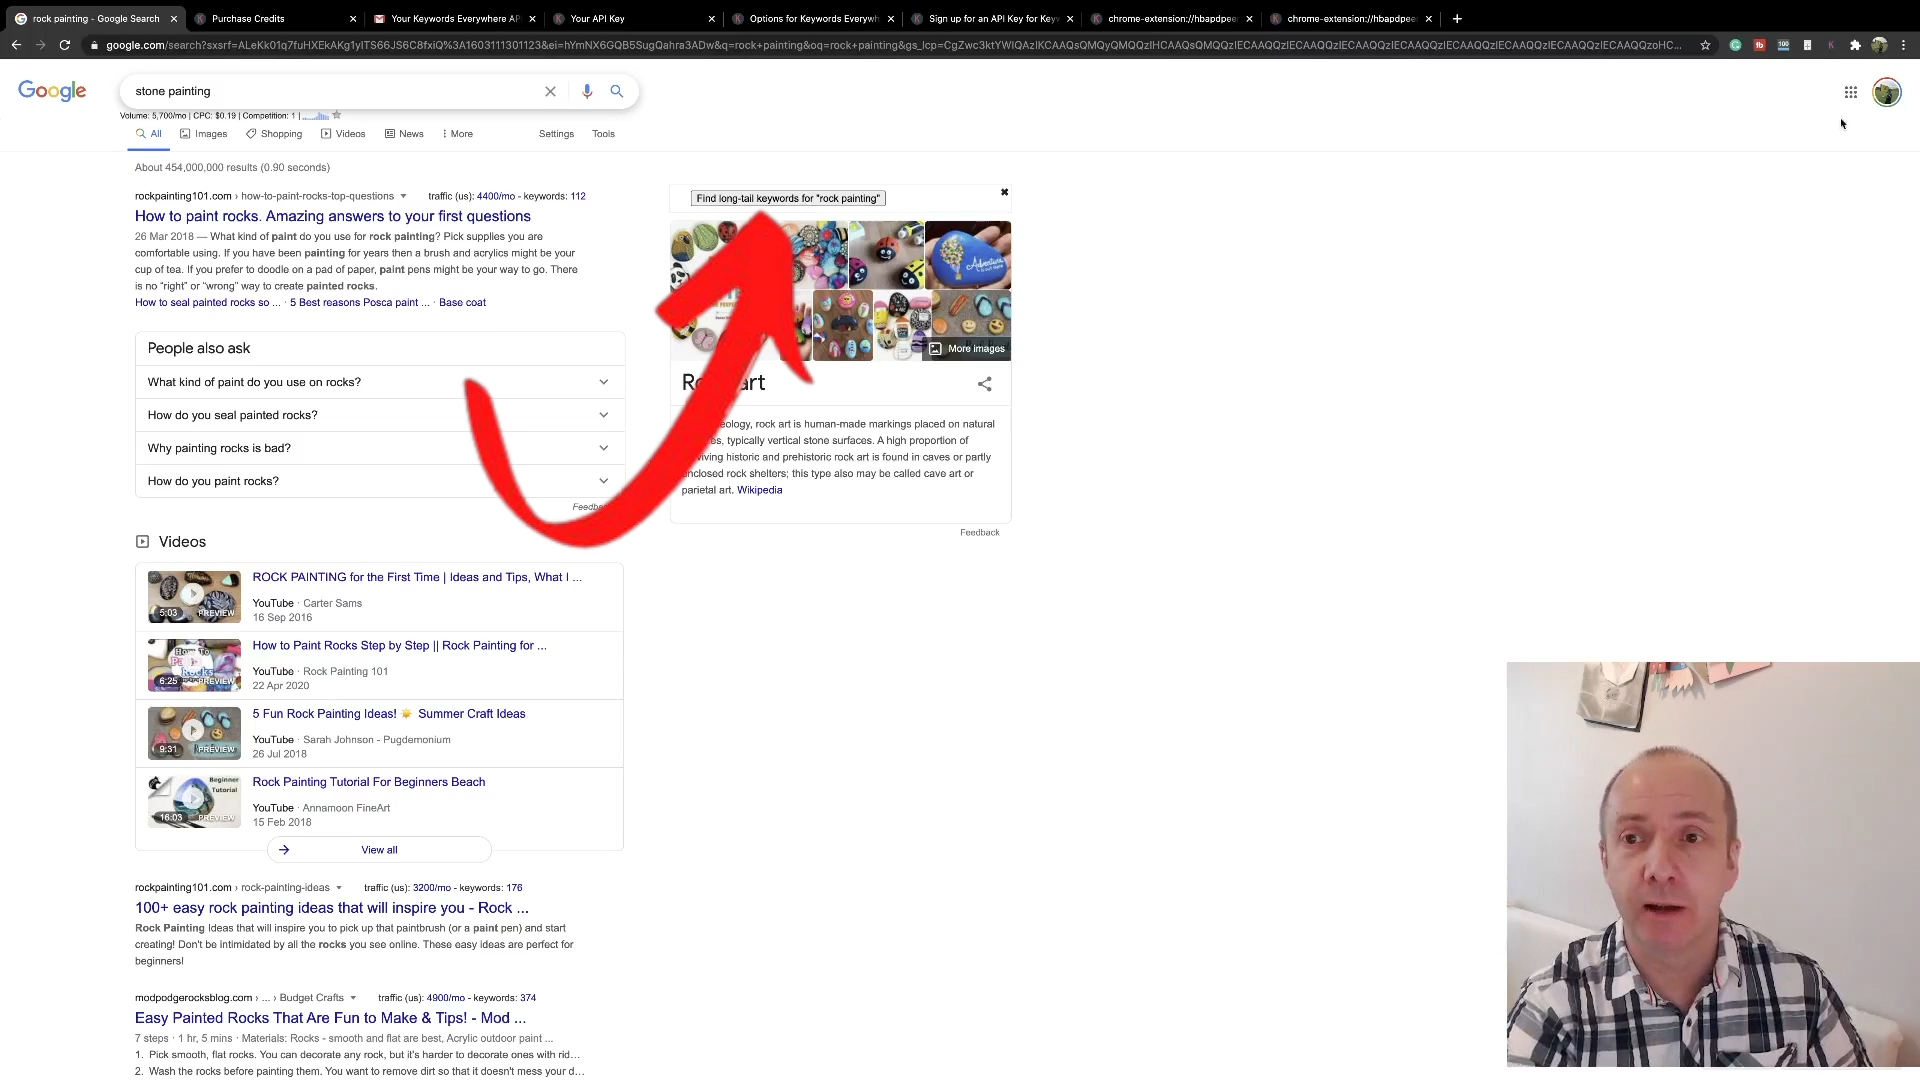 rock painting - Google Search
Purchase Credits
Your Keywords Everywhere AP
Your API Key
Options for Keywords Everywh
Sign up for an API Key for Key
chrome-extension://hbapdpee
chrome-extension://hbapdpee
Google
stone painting
Volume: 5,700/mo | CPC: $0.19 | Competition: 1 |
All
Images
Shopping
Videos
News
More
Settings
Tools
About 454,000,000 results (0.90 seconds)
rockpainting101.com › how-to-paint-rocks-top-questions
traffic (us): 4400/mo - keywords: 112
How to paint rocks. Amazing answers to your first questions
26 Mar 2018 — What kind of paint do you use for rock painting? Pick supplies you are
comfortable using. If you have been painting for years then a brush and acrylics might be your
cup of tea. If you prefer to doodle on a pad of paper, paint pens might be your way to go. There
is no “right” or “wrong” way to create painted rocks.
How to seal painted rocks so ... · 5 Best reasons Posca paint ... · Base coat
People also ask
What kind of paint do you use on rocks?
How do you seal painted rocks?
Why painting rocks is bad?
How do you paint rocks?
Videos
ROCK PAINTING for the First Time | Ideas and Tips, What I ...
YouTube · Carter Sams
16 Sep 2016
5:03
PREVIEW
How to Paint Rocks Step by Step || Rock Painting for ...
YouTube · Rock Painting 101
22 Apr 2020
6:25
PREVIEW
5 Fun Rock Painting Ideas! ☀ Summer Craft Ideas
YouTube · Sarah Johnson - Pugdemonium
26 Jul 2018
9:31
PREVIEW
Rock Painting Tutorial For Beginners Beach
YouTube · Annamoon FineArt
15 Feb 2018
Beginner
Tutorial
16:03
PREVIEW
View all
rockpainting101.com › rock-painting-ideas
traffic (us): 3200/mo - keywords: 176
100+ easy rock painting ideas that will inspire you - Rock ...
Rock Painting Ideas that will inspire you to pick up that paintbrush (or a paint pen) and start
creating! Don't be intimidated by all the rocks you see online. These easy ideas are perfect for
beginners!
modpodgerocksblog.com › ... › Budget Crafts
traffic (us): 4900/mo - keywords: 374
Easy Painted Rocks That Are Fun to Make & Tips! - Mod ...
7 steps · 1 hr, 5 mins · Materials: Rocks - smooth and flat are best, Acrylic outdoor paint ...
1. Pick smooth, flat rocks. You can decorate any rock, but it's harder to decorate ones with rid...
2. Wash the rocks before painting them. You want to remove dirt so that it doesn't mess your d...
Find long-tail keywords for "rock painting"
Adventure
More images
art
eology, rock art is human-made markings placed on natural
es, typically vertical stone surfaces. A high proportion of
viving historic and prehistoric rock art is found in caves or partly
enclosed rock shelters; this type also may be called cave art or
parietal art. Wikipedia
Feedback